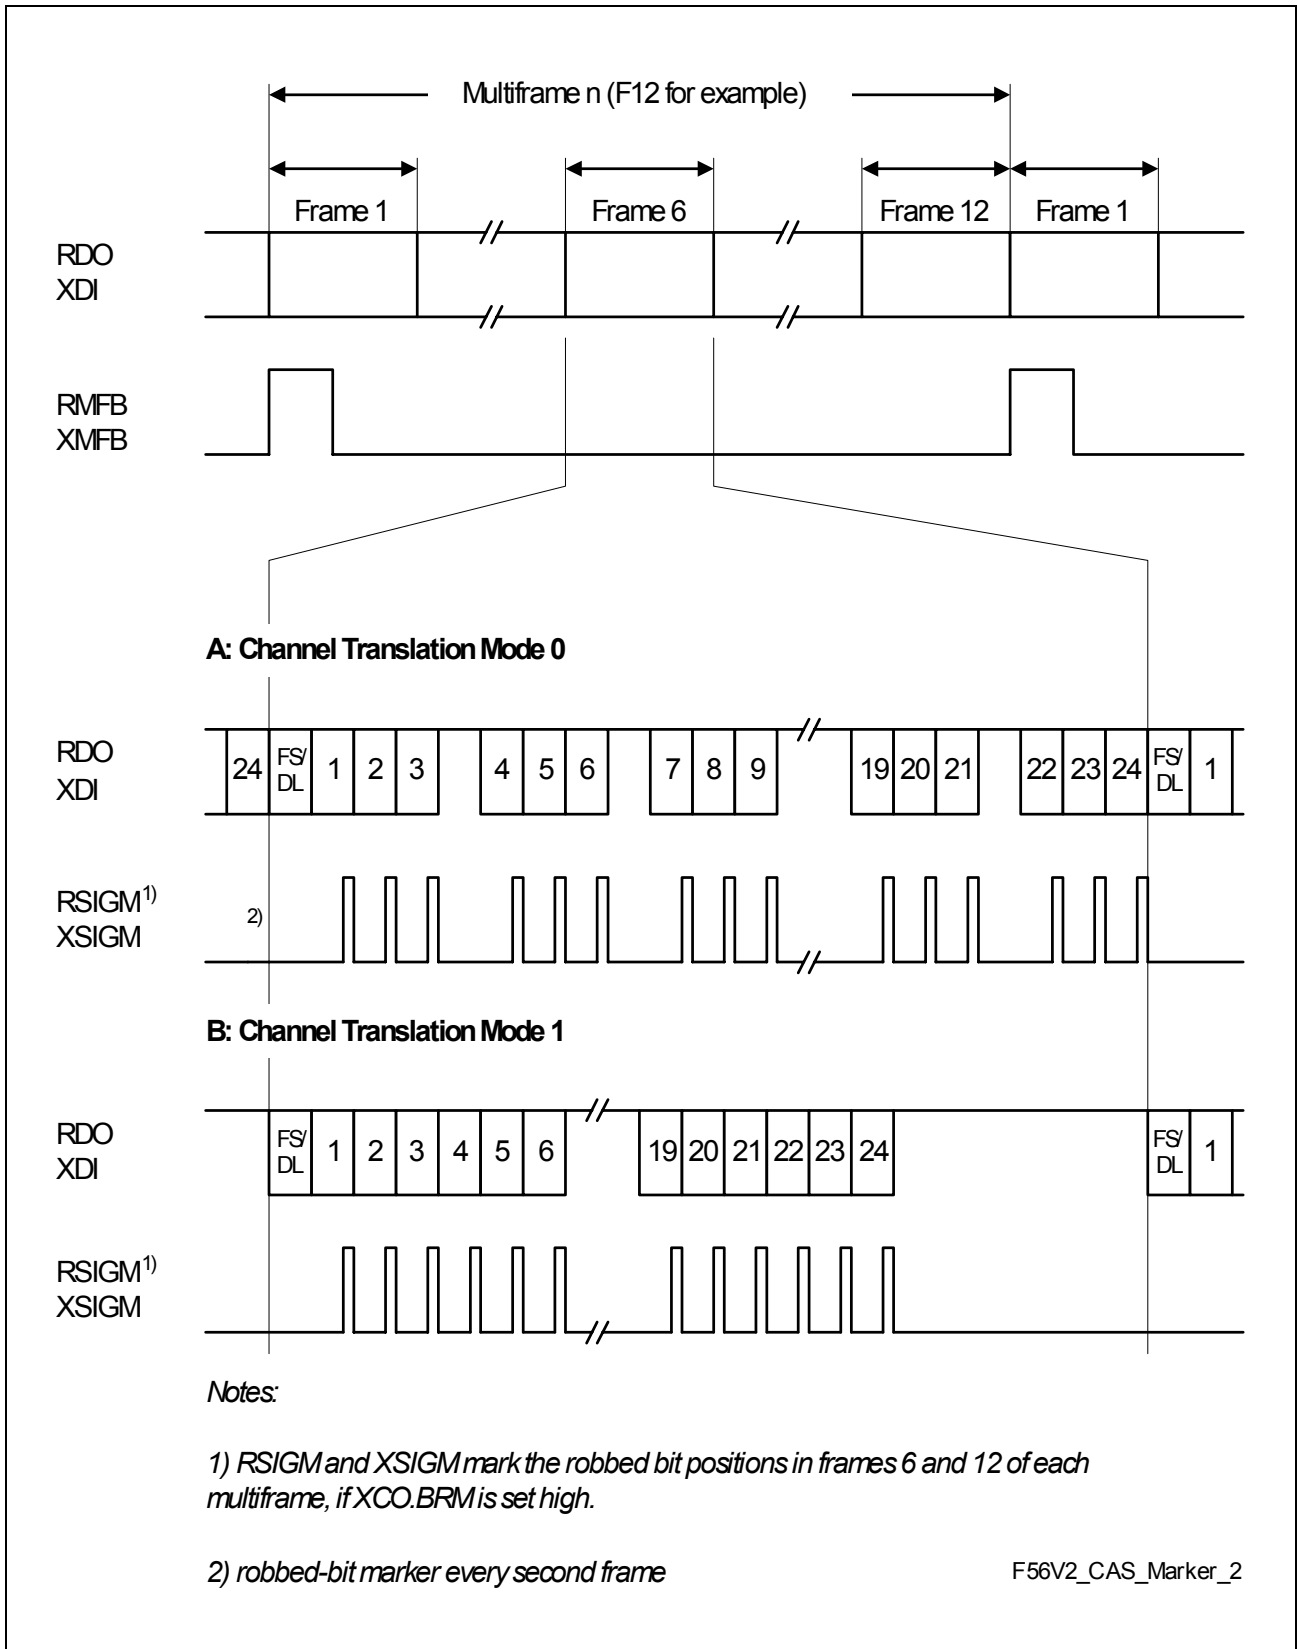 Multiframe n (F12 for example)
Frame 1 Frame 6 Frame 12 Frame 1
RDO
XDI
RMFB
XMFB
A: Channel Translation Mode 0
RDO
XDI
24 FS/DL 1 2 3 4 5 6 7 8 9 19 20 21 22 23 24 FS/DL 1
RSIGM1)
XSIGM
2)
B: Channel Translation Mode 1
RDO
XDI
FS/DL 1 2 3 4 5 6 19 20 21 22 23 24 FS/DL 1
RSIGM1)
XSIGM
Notes:
1) RSIGM and XSIGM mark the robbed bit positions in frames 6 and 12 of each
multiframe, if XCO.BRM is set high.
2) robbed-bit marker every second frame
F56V2_CAS_Marker_2